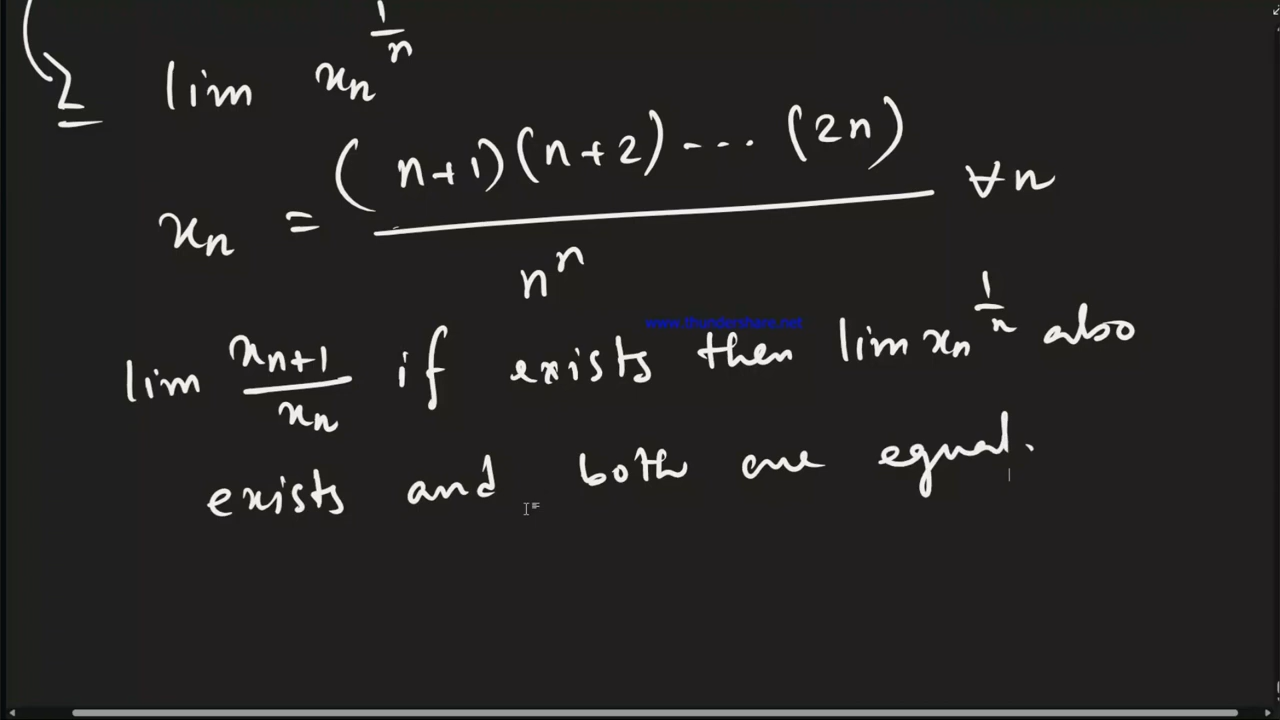 2 lim xₙ^(1/n)
xₙ = (n+1)(n+2)---(2n) / nⁿ ∀n
www.thundershare.net
lim xₙ₊₁/xₙ if exists then lim xₙ^(1/n) also
exists and both are equal.